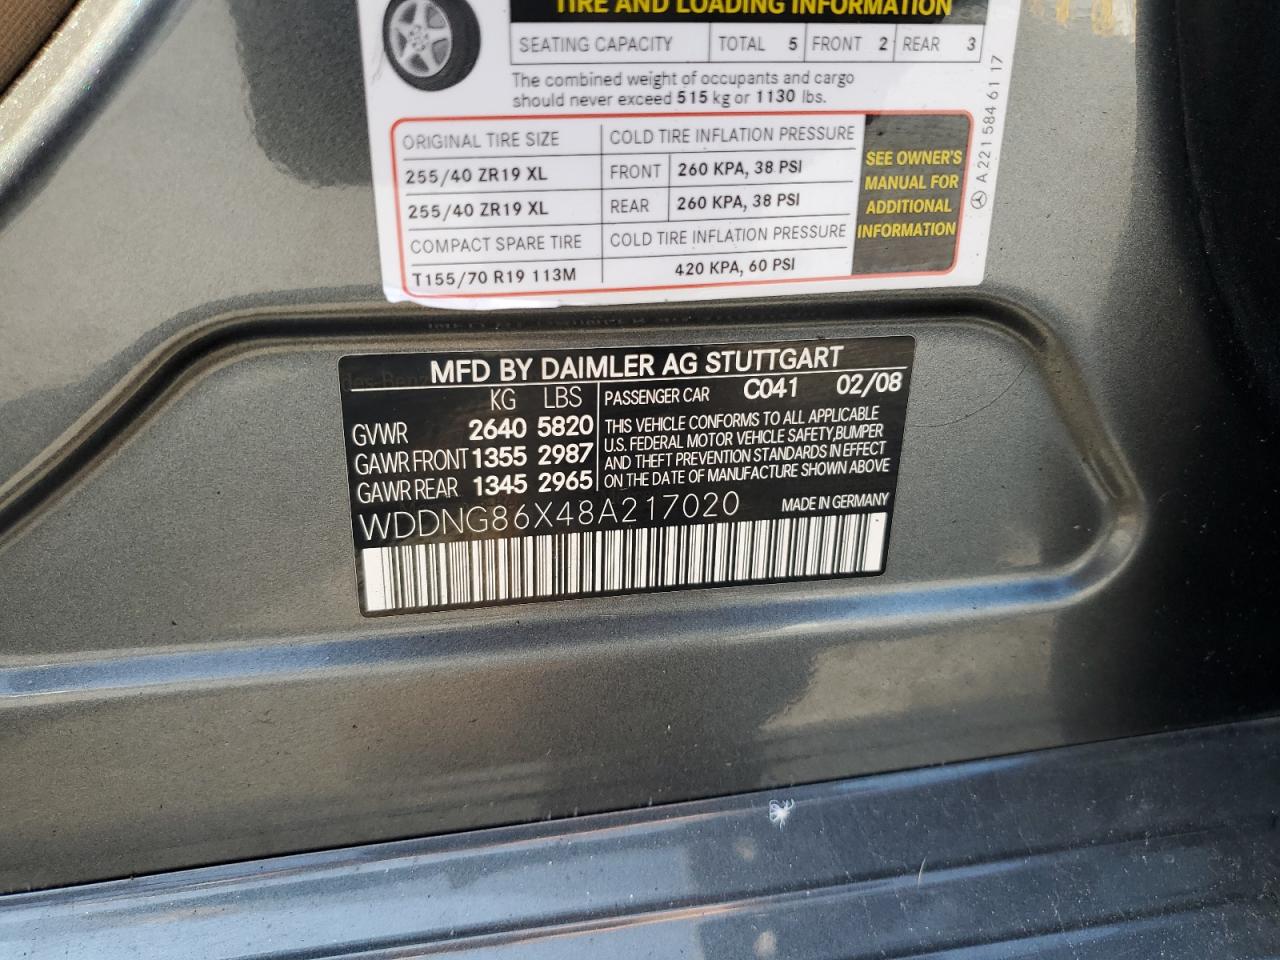 TIRE AND LOADING INFORMATION
SEATING CAPACITY TOTAL 5 FRONT 2 REAR 3
The combined weight of occupants and cargo
should never exceed 515 kg or 1130 lbs.
ORIGINAL TIRE SIZE COLD TIRE INFLATION PRESSURE
255/40 ZR19 XL FRONT 260 KPA, 38 PSI
255/40 ZR19 XL REAR 260 KPA, 38 PSI
COMPACT SPARE TIRE COLD TIRE INFLATION PRESSURE
T155/70 R19 113M 420 KPA, 60 PSI
SEE OWNER'S
MANUAL FOR
ADDITIONAL
INFORMATION
A 221 584 61 17
MFD BY DAIMLER AG STUTTGART
KG LBS
GVWR 2640 5820
GAWR FRONT 1355 2987
GAWR REAR 1345 2965
PASSENGER CAR C041 02/08
THIS VEHICLE CONFORMS TO ALL APPLICABLE
U.S. FEDERAL MOTOR VEHICLE SAFETY,BUMPER
AND THEFT PREVENTION STANDARDS IN EFFECT
ON THE DATE OF MANUFACTURE SHOWN ABOVE
WDDNG86X48A217020 MADE IN GERMANY